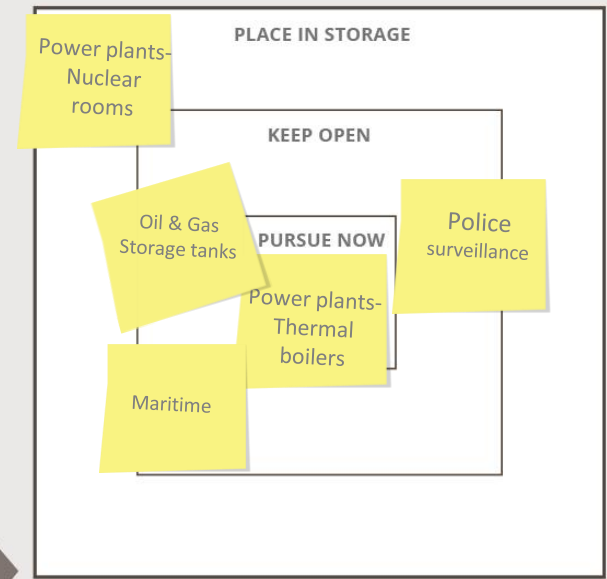 PLACE IN STORAGE
Power plants-
Nuclear
rooms
KEEP OPEN
Oil & Gas
Storage tanks
Police
surveillance
PURSUE NOW
Power plants-
Thermal
boilers
Maritime